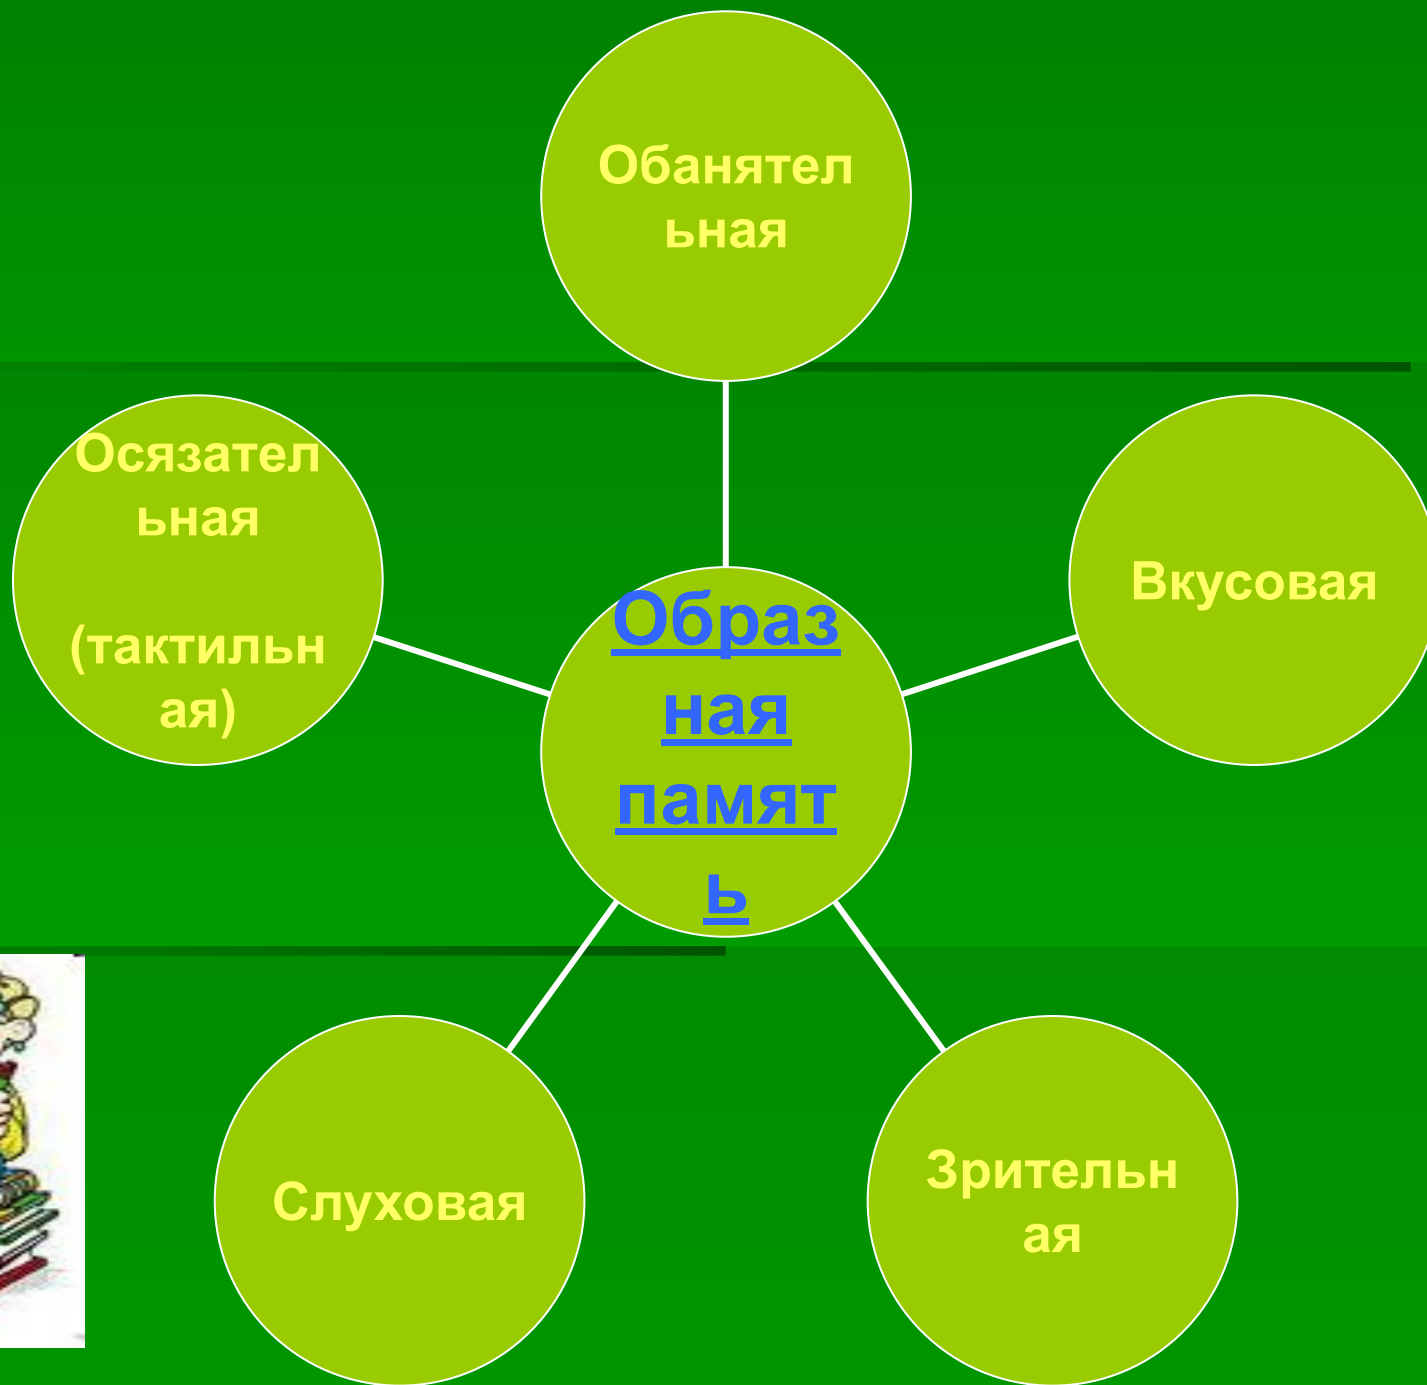 Обанятел
ьная
Осязател
ьная
(тактильн
ая)
Вкусовая
Образ
ная
памят
ь
Слуховая
Зрительн
ая